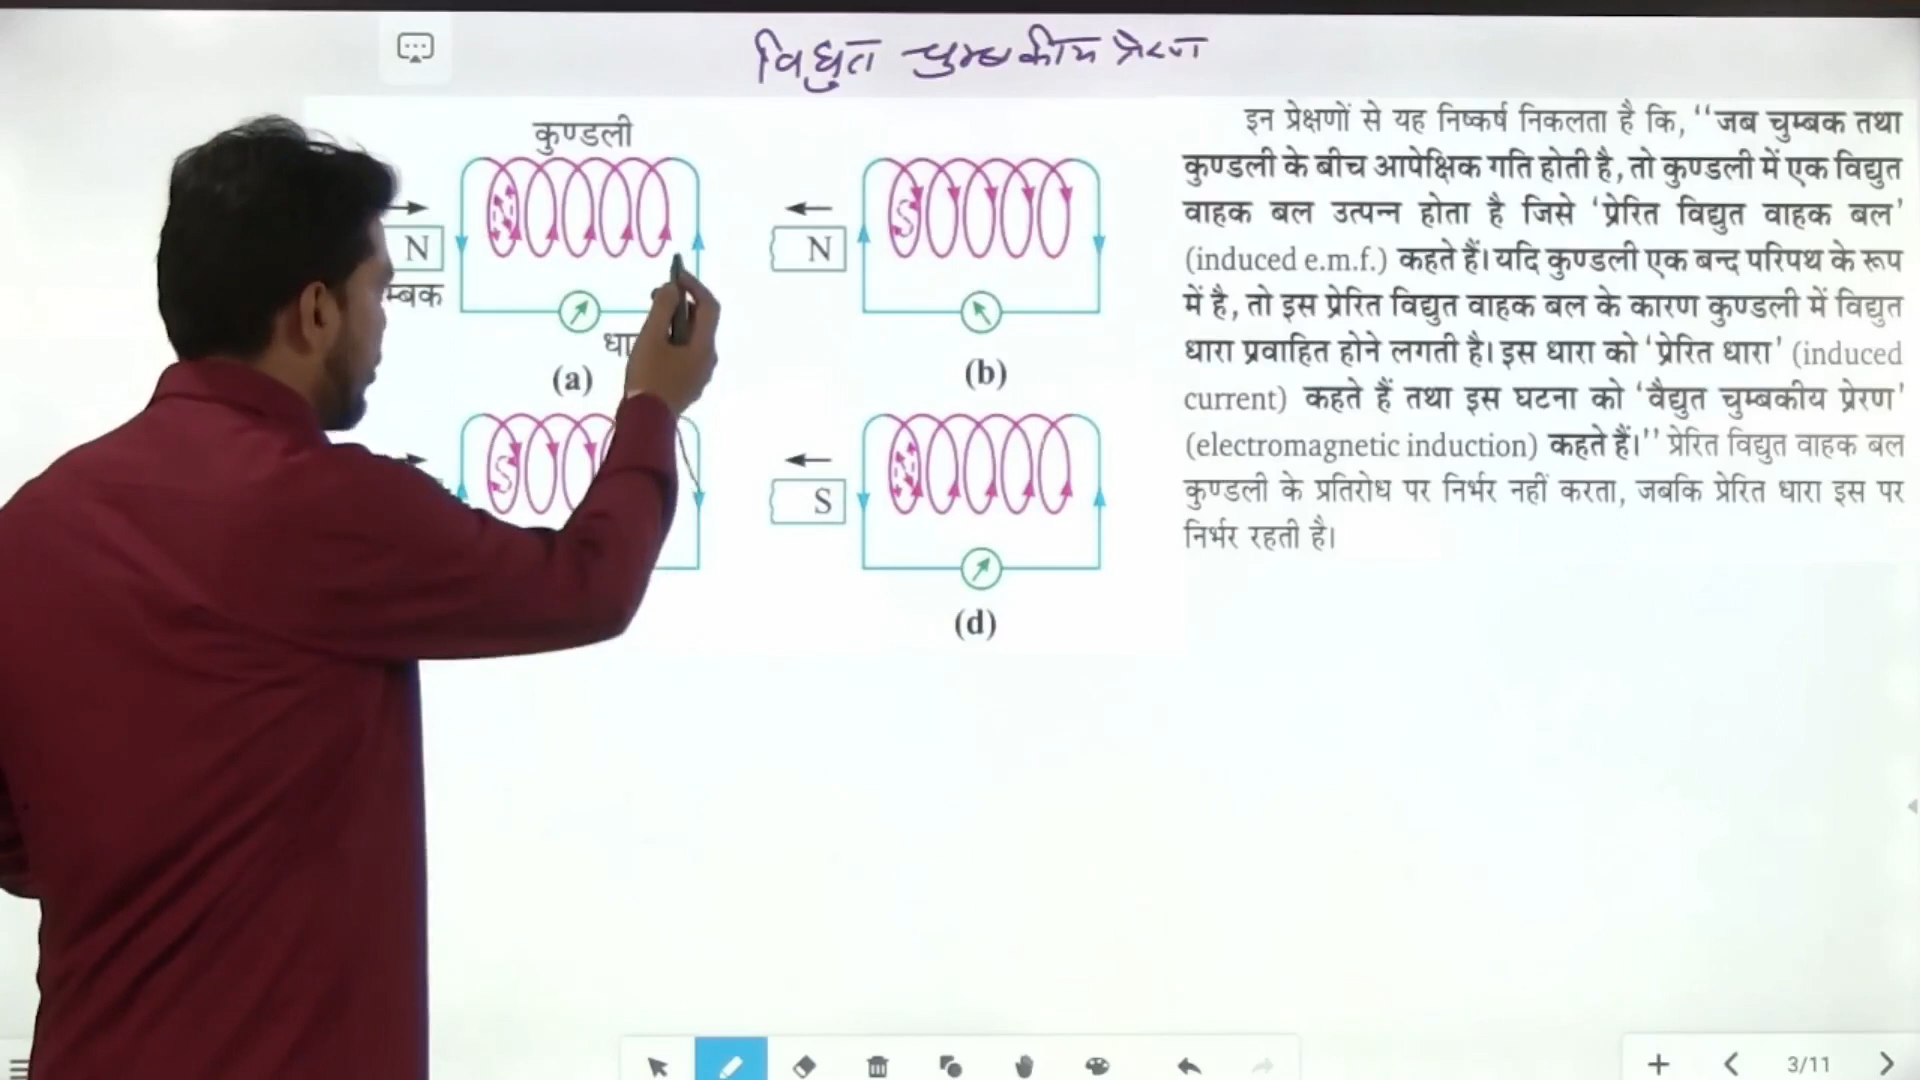 विधुत चुम्बकीय प्रेरण
कुण्डली
N
म्बक
धा
(a)
N
(b)
S
S
(d)
N
S
N
इन प्रेक्षणों से यह निष्कर्ष निकलता है कि, ‘‘जब चुम्बक तथा
कुण्डली के बीच आपेक्षिक गति होती है, तो कुण्डली में एक विद्युत
वाहक बल उत्पन्न होता है जिसे ‘प्रेरित विद्युत वाहक बल’
(induced e.m.f.) कहते हैं। यदि कुण्डली एक बन्द परिपथ के रूप
में है, तो इस प्रेरित विद्युत वाहक बल के कारण कुण्डली में विद्युत
धारा प्रवाहित होने लगती है। इस धारा को ‘प्रेरित धारा’ (induced
current) कहते हैं तथा इस घटना को ‘वैद्युत चुम्बकीय प्रेरण’
(electromagnetic induction) कहते हैं।’’ प्रेरित विद्युत वाहक बल
कुण्डली के प्रतिरोध पर निर्भर नहीं करता, जबकि प्रेरित धारा इस पर
निर्भर रहती है।
3/11